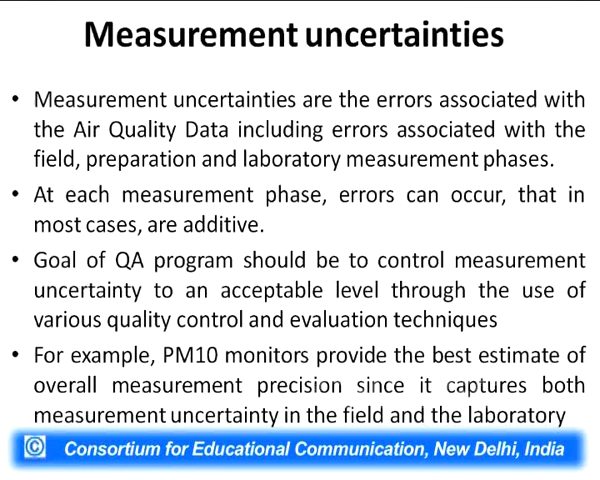 Measurement uncertainties
• Measurement uncertainties are the errors associated with
the Air Quality Data including errors associated with the
field, preparation and laboratory measurement phases.
• At each measurement phase, errors can occur, that in
most cases, are additive.
• Goal of QA program should be to control measurement
uncertainty to an acceptable level through the use of
various quality control and evaluation techniques
• For example, PM10 monitors provide the best estimate of
overall measurement precision since it captures both
measurement uncertainty in the field and the laboratory
© Consortium for Educational Communication, New Delhi, India